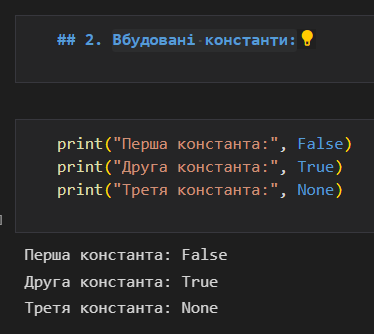 ## 2. Вбудовані константи:
print("Перша константа:", False)
print("Друга константа:", True)
print("Третя константа:", None)
Перша константа: False
Друга константа: True
Третя константа: None